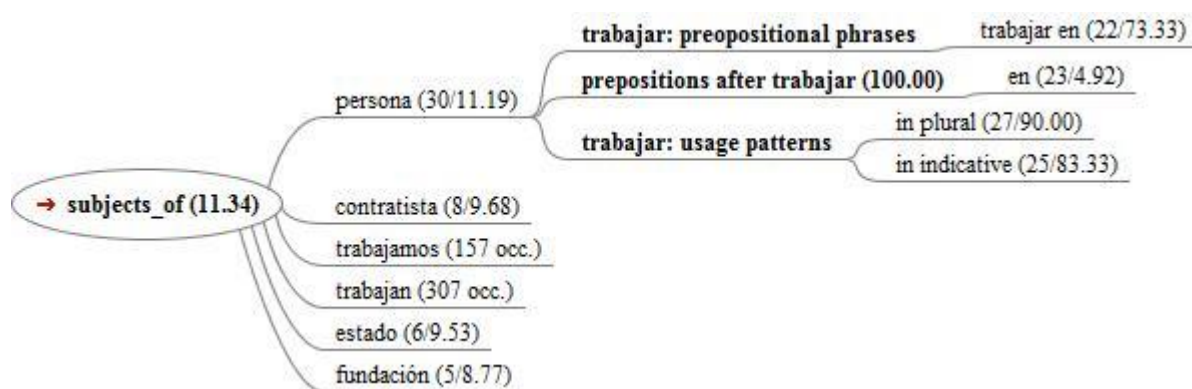 → subjects_of (11.34)
persona (30/11.19)
trabajar: preopositional phrases
trabajar en (22/73.33)
prepositions after trabajar (100.00)
en (23/4.92)
trabajar: usage patterns
in plural (27/90.00)
in indicative (25/83.33)
contratista (8/9.68)
trabajamos (157 occ.)
trabajan (307 occ.)
estado (6/9.53)
fundación (5/8.77)